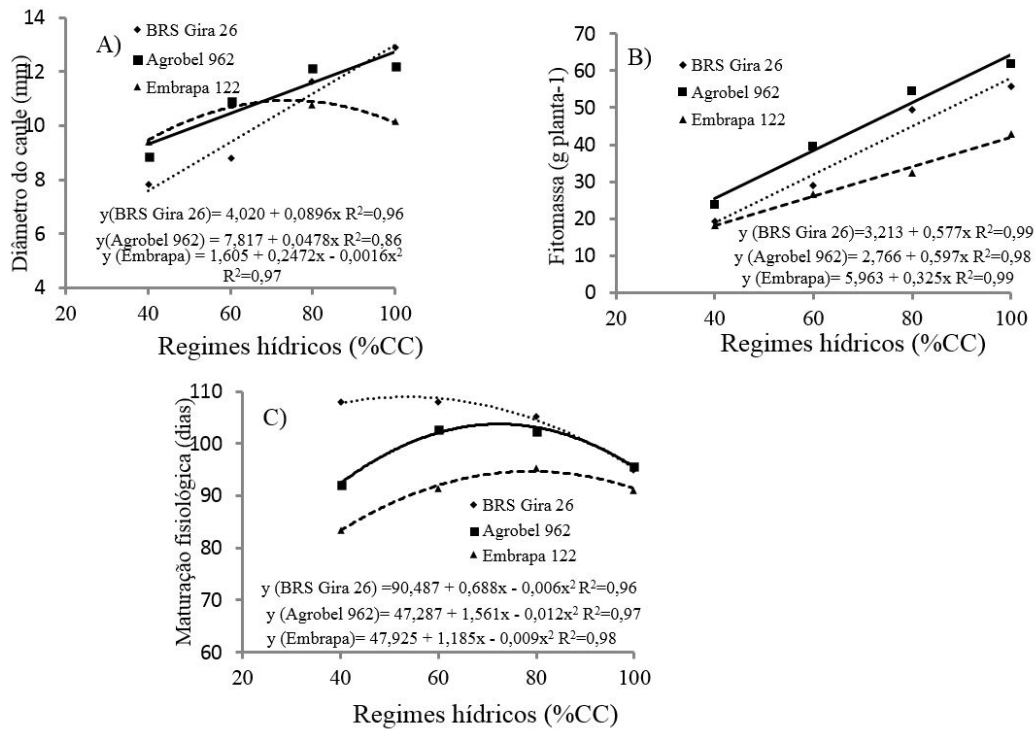 A)
Diâmetro do caule (mm)
14
12
10
8
6
4
BRS Gira 26
Agrobel 962
Embrapa 122
y(BRS Gira 26)= 4,020 + 0,0896x R²=0,96
y(Agrobel 962) = 7,817 + 0,0478x R²=0,86
y (Embrapa) = 1,605 + 0,2472x - 0,0016x²
R²=0,97
20 40 60 80 100
Regimes hídricos (%CC)
B)
Fitomassa (g planta-1)
70
60
50
40
30
20
10
0
BRS Gira 26
Agrobel 962
Embrapa 122
y (BRS Gira 26)=3,213 + 0,577x R²=0,99
y (Agrobel 962)= 2,766 + 0,597x R²=0,98
y (Embrapa)= 5,963 + 0,325x R²=0,99
20 40 60 80 100
Regimes hídricos (%CC)
C)
Maturação fisiológica (dias)
110
100
90
80
70
60
BRS Gira 26
Agrobel 962
Embrapa 122
y (BRS Gira 26) =90,487 + 0,688x - 0,006x² R²=0,96
y (Agrobel 962)= 47,287 + 1,561x - 0,012x² R²=0,97
y (Embrapa)= 47,925 + 1,185x - 0,009x² R²=0,98
20 40 60 80 100
Regimes hídricos (%CC)